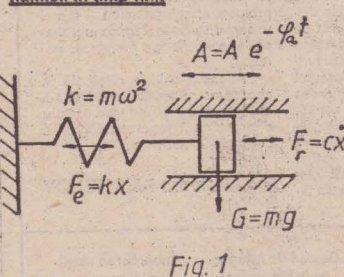 A = A e^{-φ_a t}
k = mω²
F_e = kx
F_r = cẋ
G = mg
Fig. 1